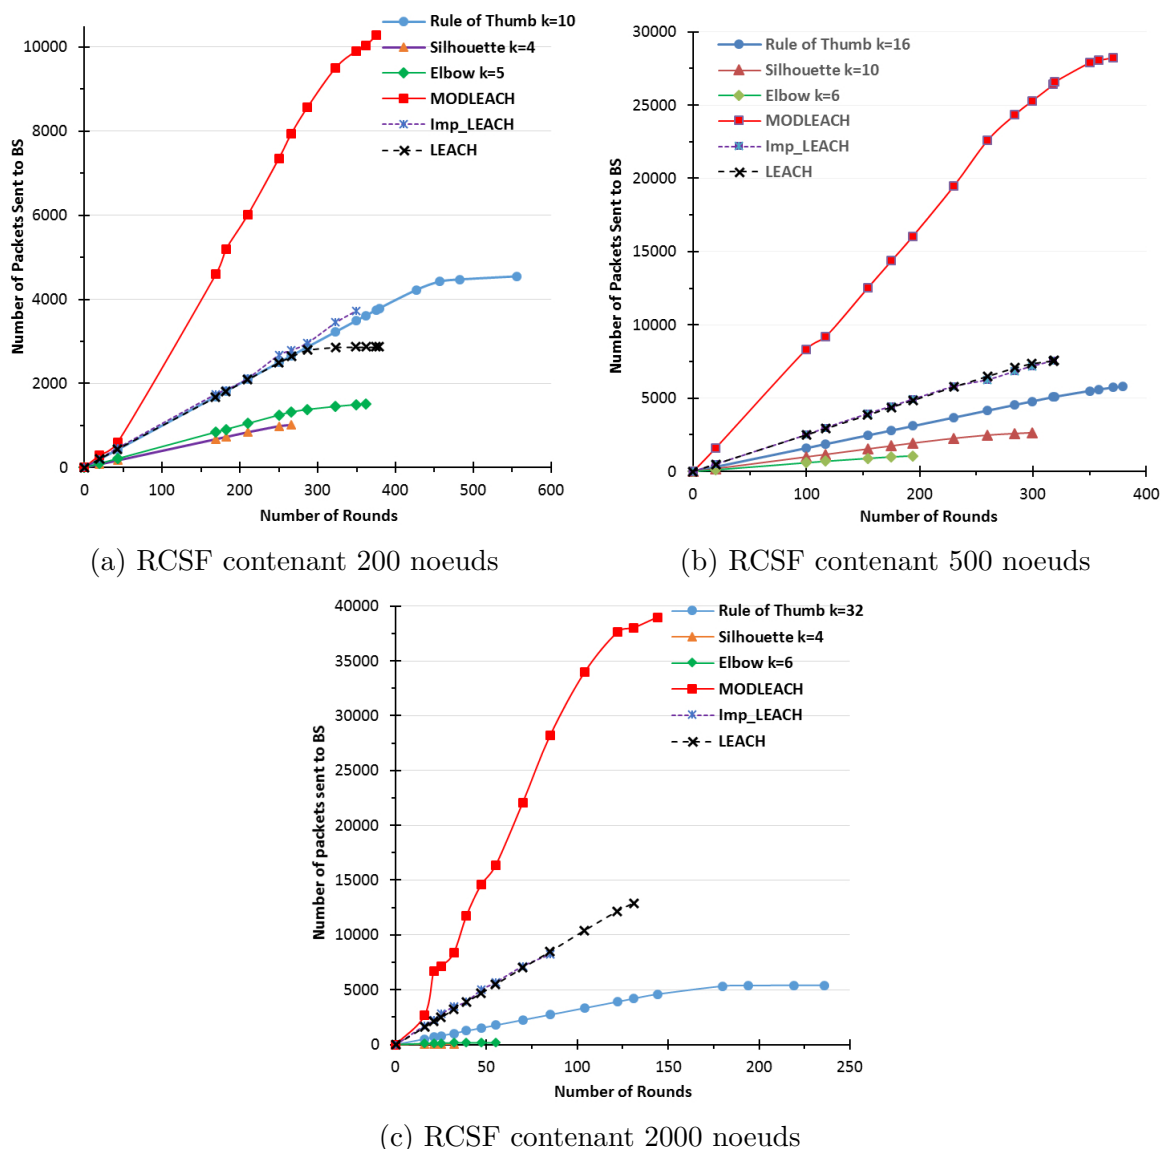 Rule of Thumb k=10
Silhouette k=4
Elbow k=5
MODLEACH
Imp_LEACH
LEACH
Number of Packets Sent to BS
10000
8000
6000
4000
2000
0
0 100 200 300 400 500 600
Number of Rounds
(a) RCSF contenant 200 noeuds
Rule of Thumb k=16
Silhouette k=10
Elbow k=6
MODLEACH
Imp_LEACH
LEACH
Number of Packets Sent to BS
30000
25000
20000
15000
10000
5000
0
0 100 200 300 400
Number of Rounds
(b) RCSF contenant 500 noeuds
Rule of Thumb k=32
Silhouette k=4
Elbow k=6
MODLEACH
Imp_LEACH
LEACH
Number of packets sent to BS
40000
35000
30000
25000
20000
15000
10000
5000
0
0 50 100 150 200 250
Number of Rounds
(c) RCSF contenant 2000 noeuds